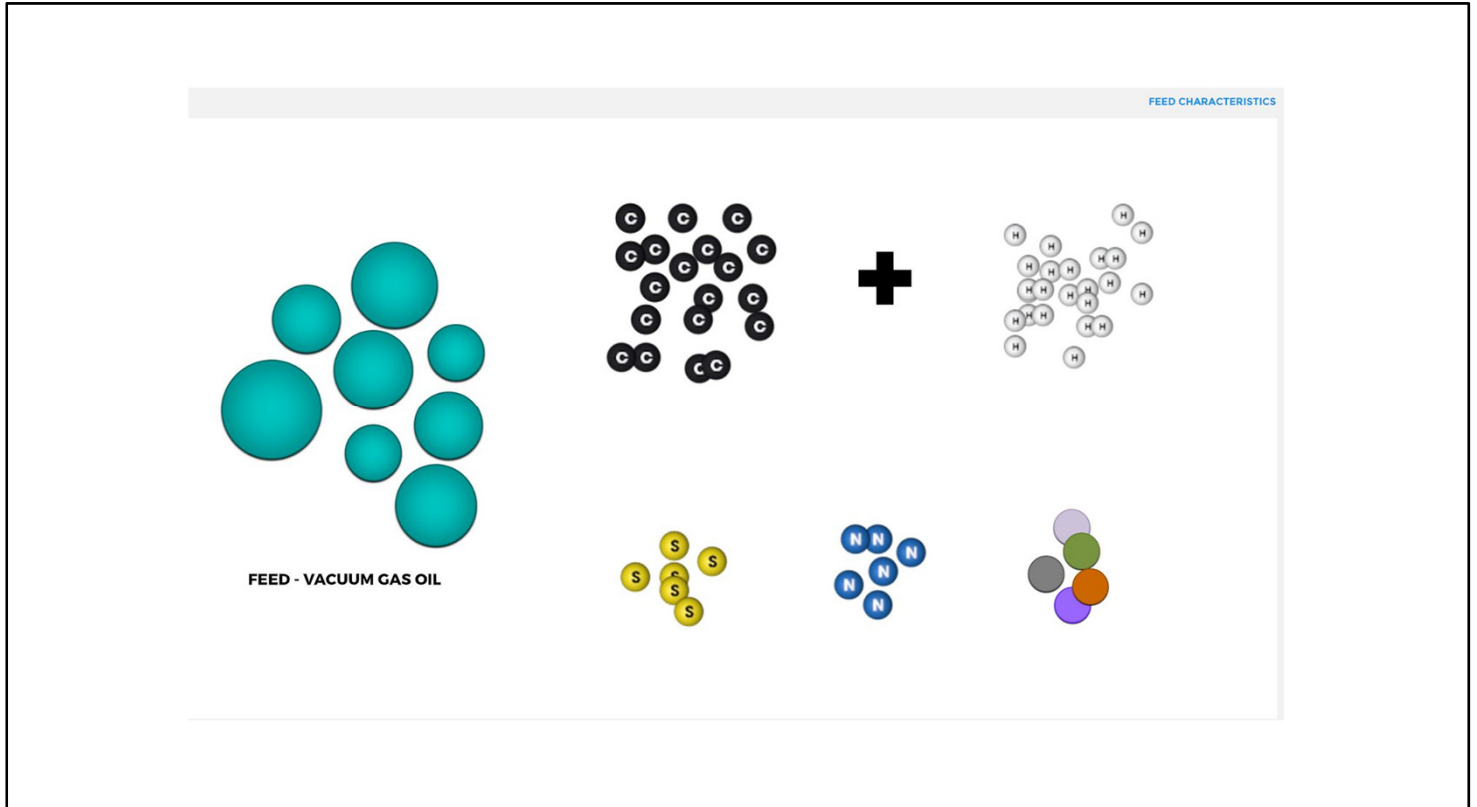 FEED CHARACTERISTICS
C C C
C C C C
C C
C C C
C C C
C C C C
+
H
H H
H
H H
H H H
H H H H H H
H
H H H
H H
H H
FEED - VACUUM GAS OIL
S
S S
S
S
S
N N N
N
N
N